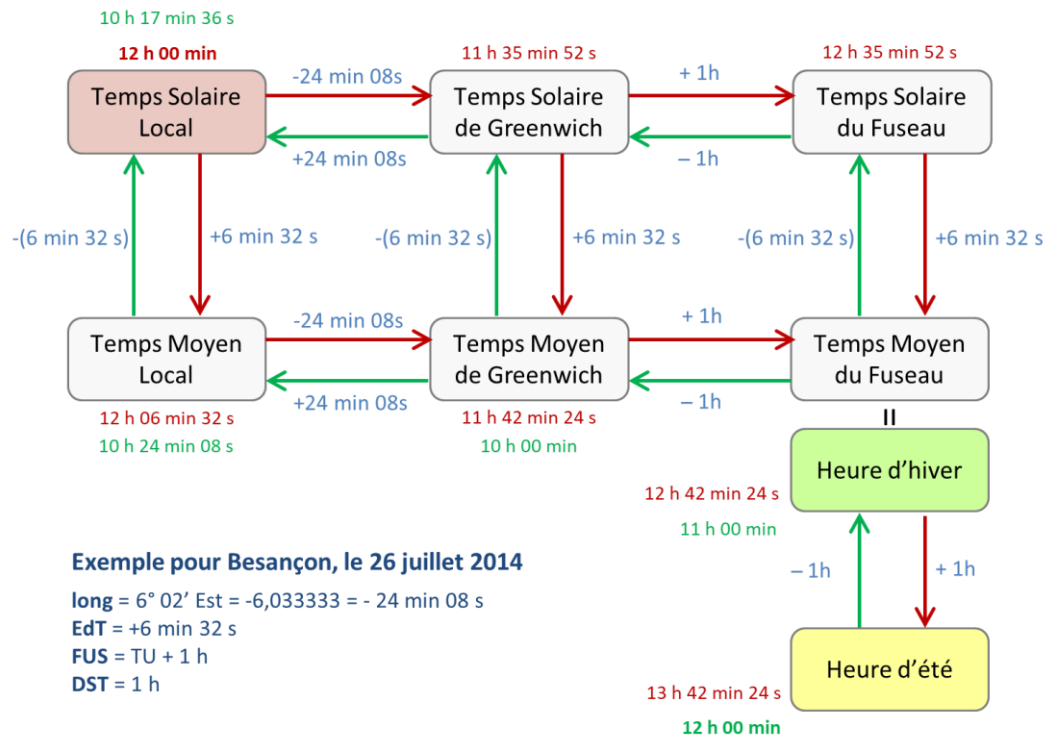 10 h 17 min 36 s
12 h 00 min
11 h 35 min 52 s
12 h 35 min 52 s
Temps Solaire
Local
-24 min 08s
+24 min 08s
Temps Solaire
de Greenwich
+ 1h
– 1h
Temps Solaire
du Fuseau
-(6 min 32 s)
+6 min 32 s
-(6 min 32 s)
+6 min 32 s
-(6 min 32 s)
+6 min 32 s
Temps Moyen
Local
-24 min 08s
+24 min 08s
Temps Moyen
de Greenwich
+ 1h
– 1h
Temps Moyen
du Fuseau
12 h 06 min 32 s
10 h 24 min 08 s
11 h 42 min 24 s
10 h 00 min
=
Heure d'hiver
12 h 42 min 24 s
11 h 00 min
– 1h
+ 1h
Heure d'été
13 h 42 min 24 s
12 h 00 min
Exemple pour Besançon, le 26 juillet 2014
long = 6° 02' Est = -6,033333 = - 24 min 08 s
EdT = +6 min 32 s
FUS = TU + 1 h
DST = 1 h